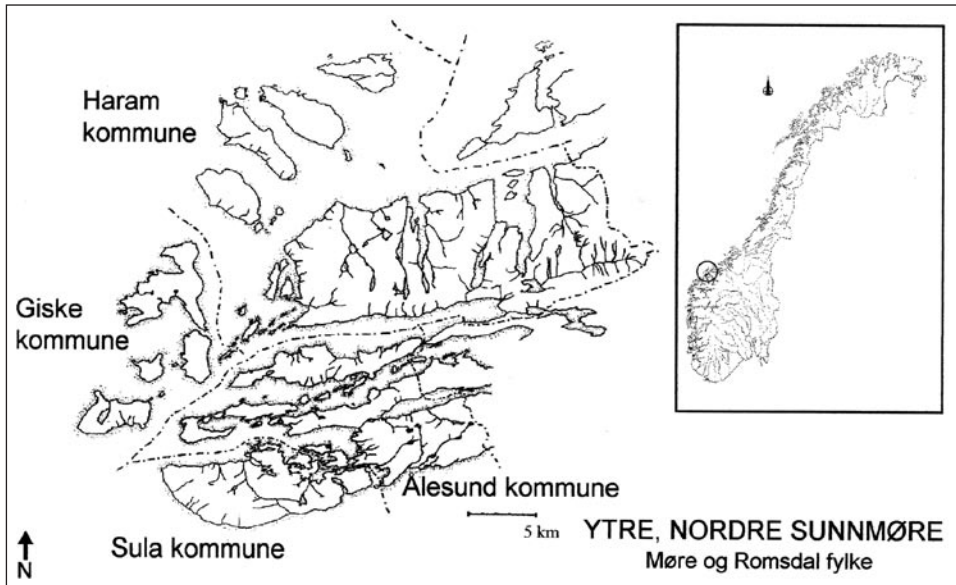 Haram
kommune
Giske
kommune
Ålesund kommune
5 km
YTRE, NORDRE SUNNMØRE
Møre og Romsdal fylke
Sula kommune
N